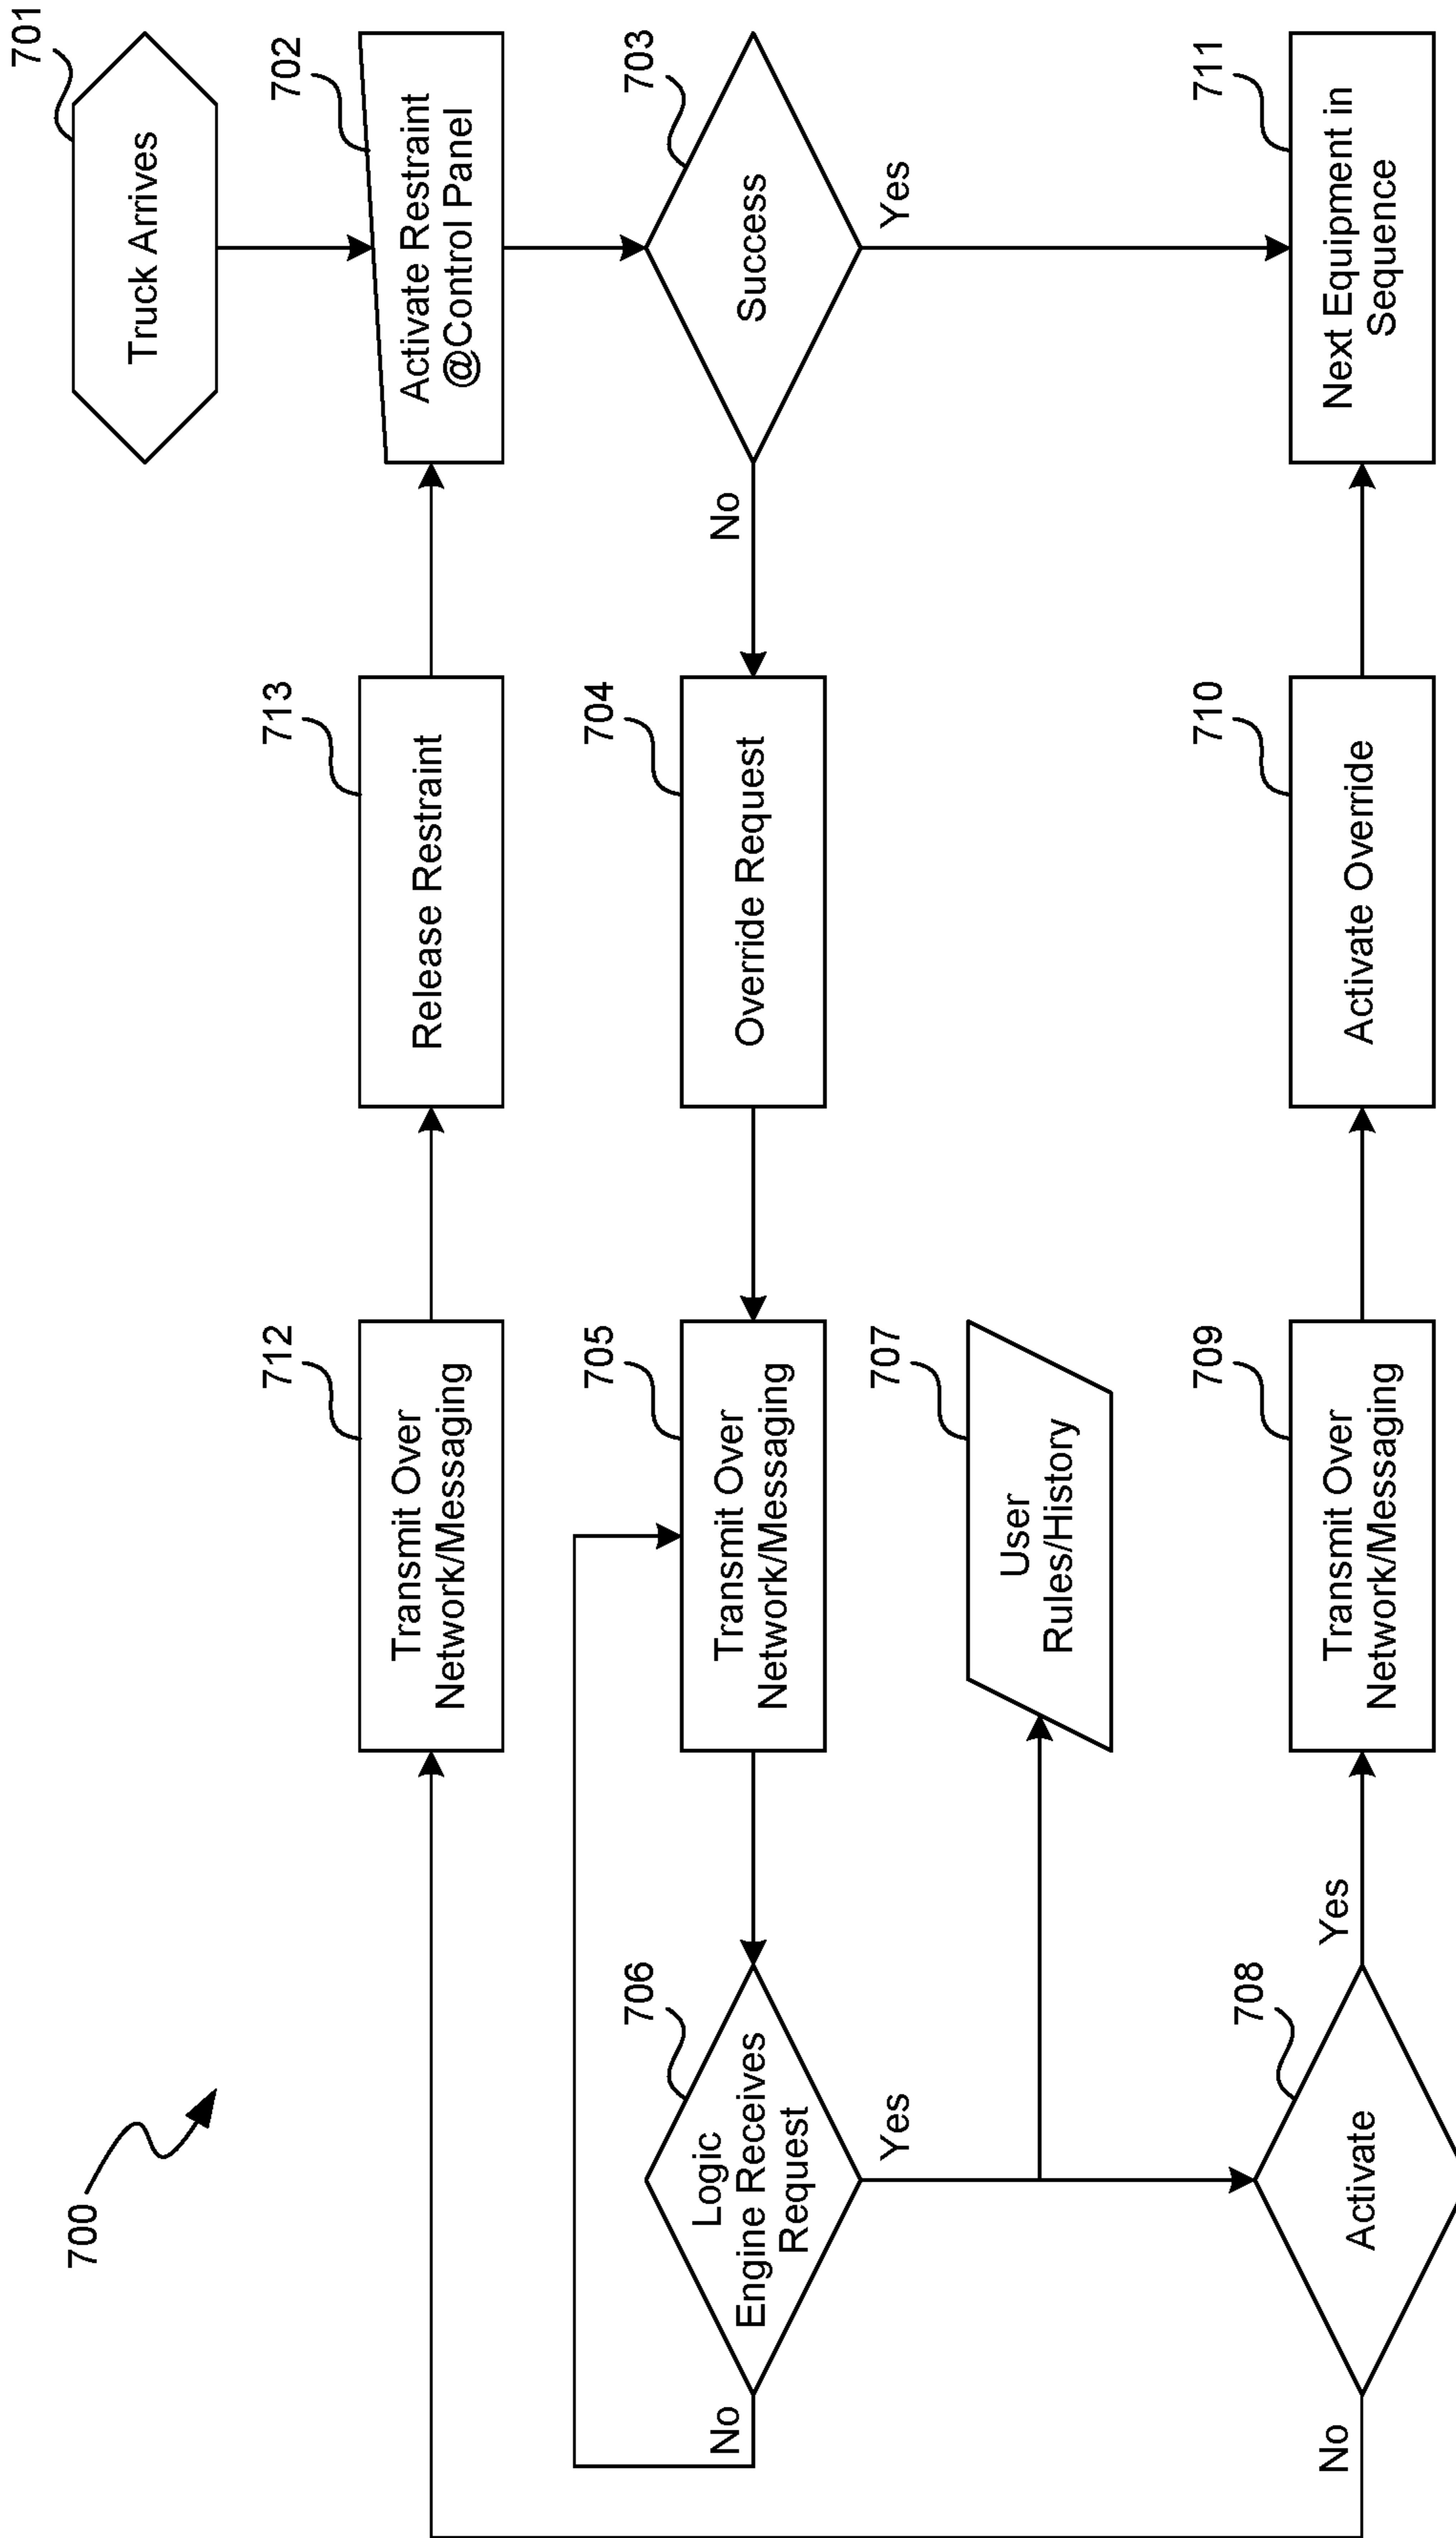 700
701
Truck Arrives
712
Transmit Over
Network/Messaging
713
Release Restraint
702
Activate Restraint
@Control Panel
706
Logic
Engine Receives
Request
No
Yes
705
Transmit Over
Network/Messaging
704
Override Request
No
703
Success
Yes
707
User
Rules/History
708
Activate
No
Yes
709
Transmit Over
Network/Messaging
710
Activate Override
711
Next Equipment in
Sequence